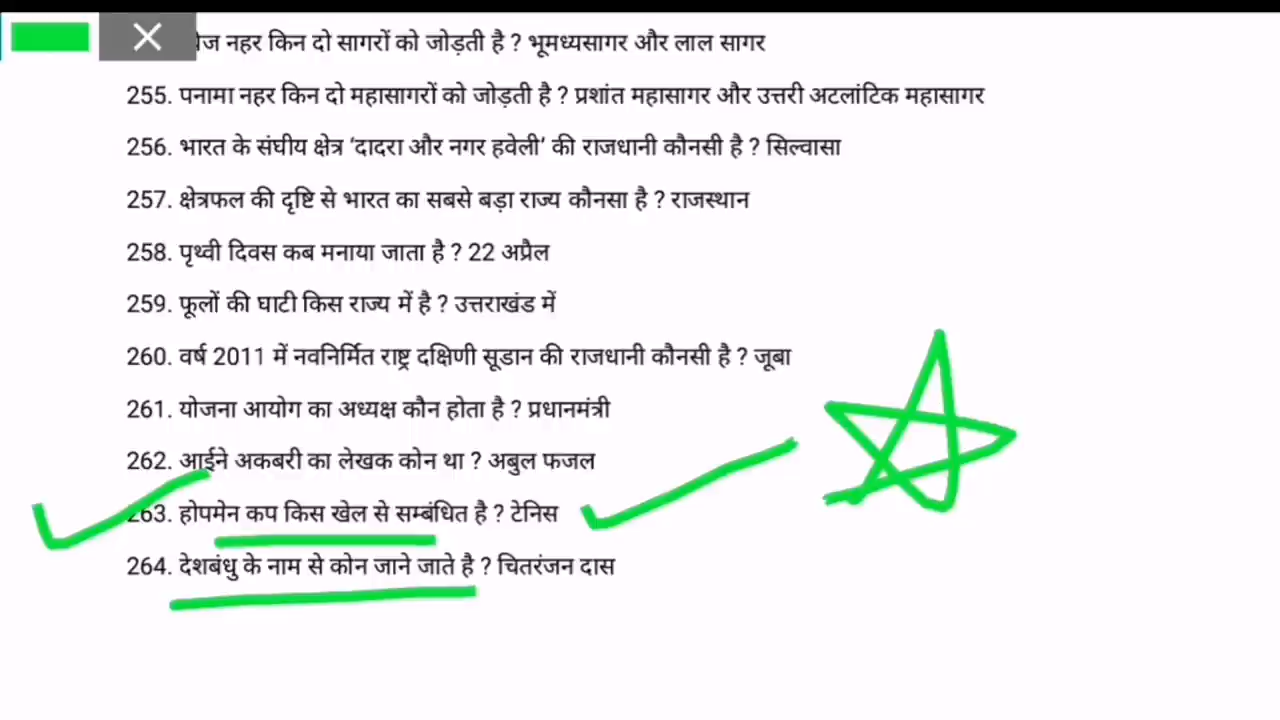 नहर किन दो सागरों को जोड़ती है ? भूमध्यसागर और लाल सागर
255. पनामा नहर किन दो महासागरों को जोड़ती है ? प्रशांत महासागर और उत्तरी अटलांटिक महासागर
256. भारत के संघीय क्षेत्र ‘दादरा और नगर हवेली’ की राजधानी कौनसी है ? सिल्वासा
257. क्षेत्रफल की दृष्टि से भारत का सबसे बड़ा राज्य कौनसा है ? राजस्थान
258. पृथ्वी दिवस कब मनाया जाता है ? 22 अप्रैल
259. फूलों की घाटी किस राज्य में है ? उत्तराखंड में
260. वर्ष 2011 में नवनिर्मित राष्ट्र दक्षिणी सूडान की राजधानी कौनसी है ? जूबा
261. योजना आयोग का अध्यक्ष कौन होता है ? प्रधानमंत्री
262. आईने अकबरी का लेखक कोन था ? अबुल फजल
263. होपमेन कप किस खेल से सम्बंधित है ? टेनिस
264. देशबंधु के नाम से कोन जाने जाते है ? चितरंजन दास